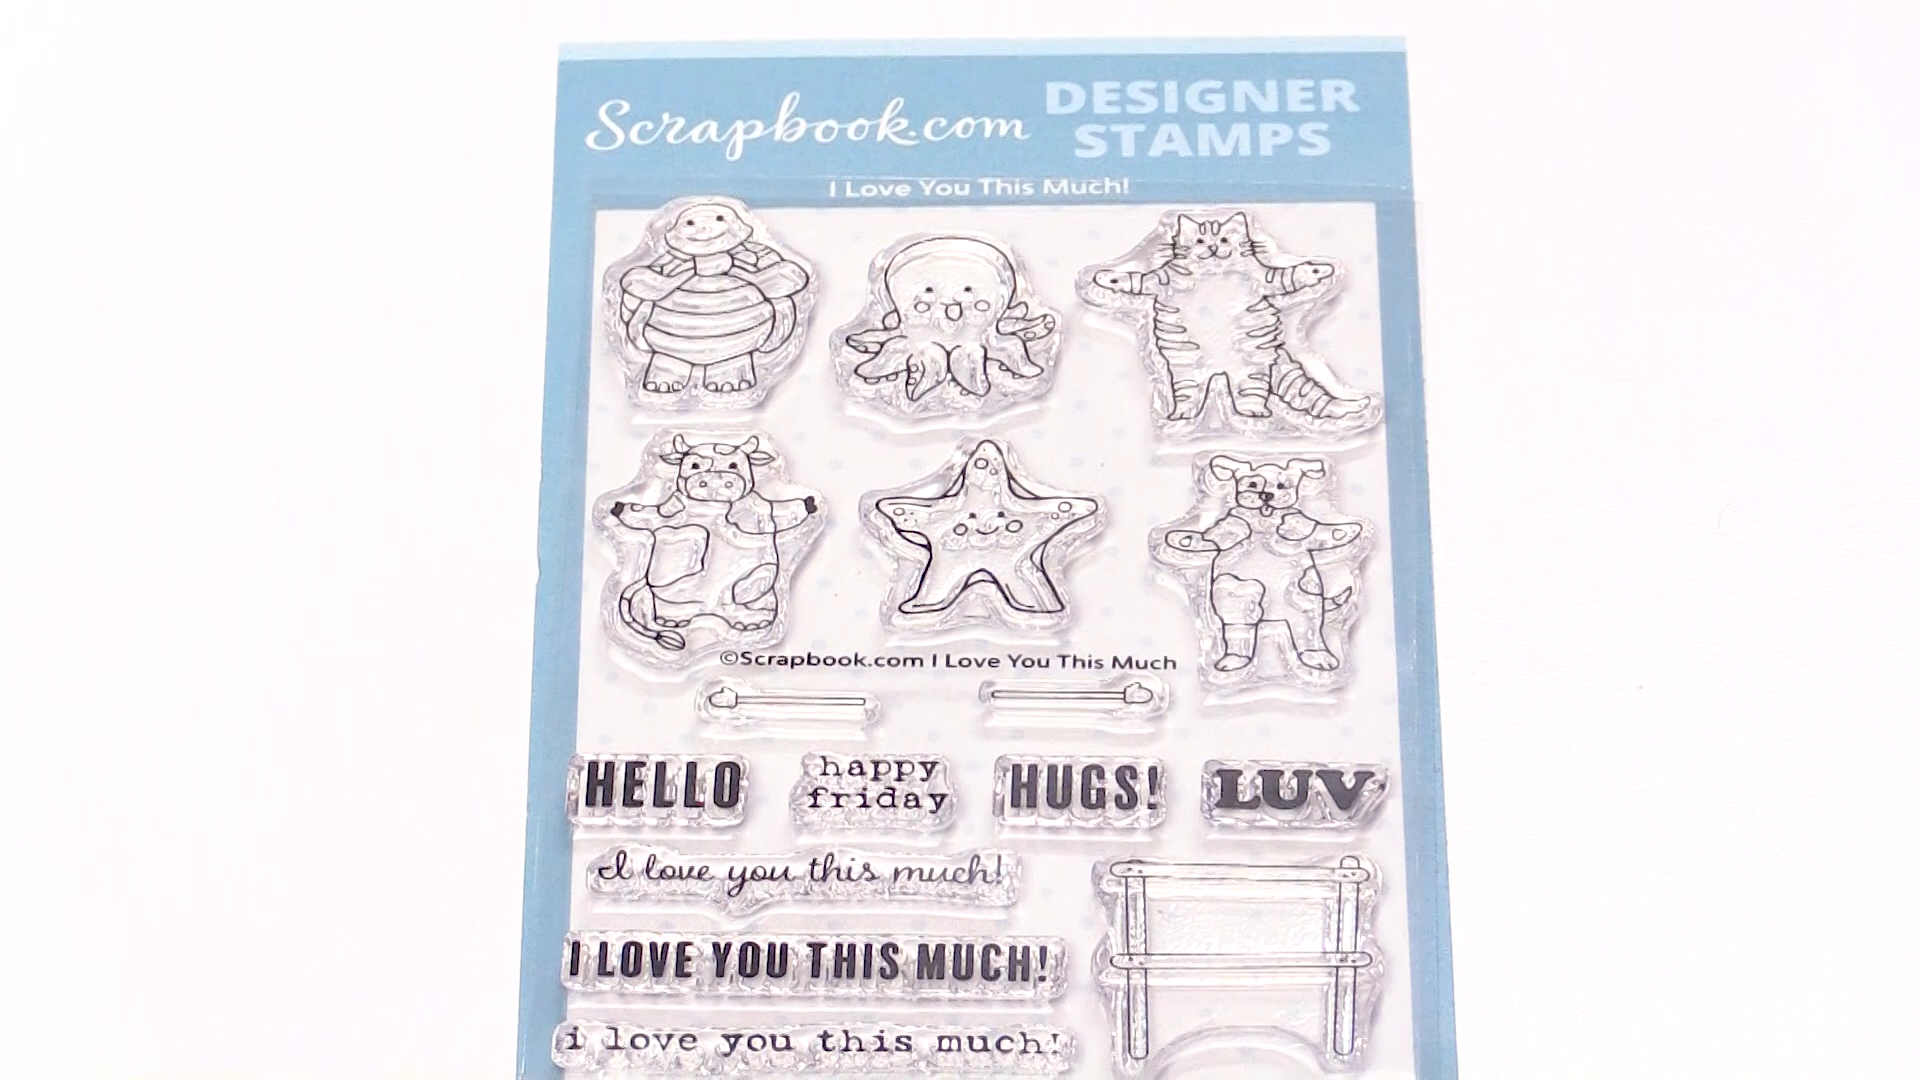 Scrapbook.com
DESIGNER
STAMPS
I Love You This Much!
©Scrapbook.com I Love You This Much
HELLO
happy
friday
HUGS!
LUV
I love you this much!
I LOVE YOU THIS MUCH!
i love you this much!